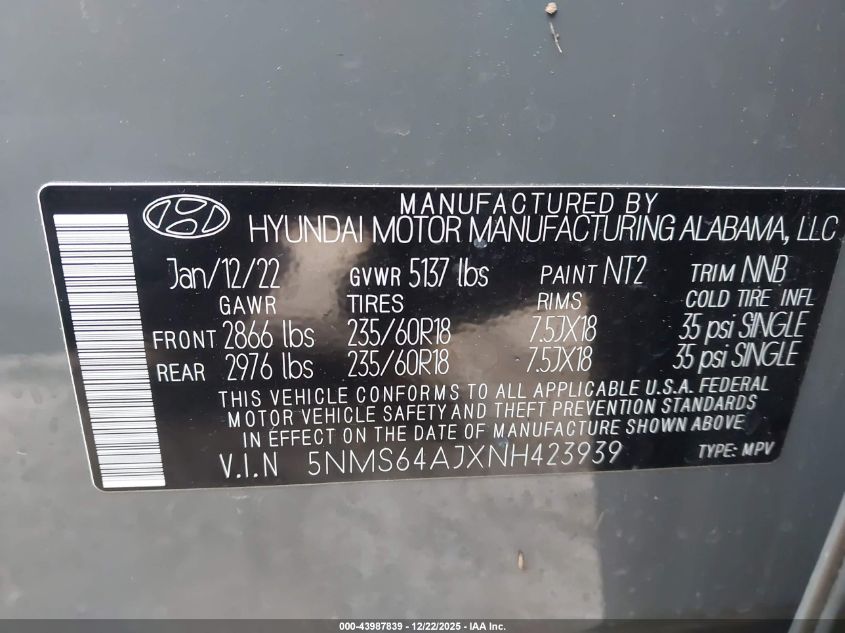 MANUFACTURED BY
HYUNDAI MOTOR MANUFACTURING ALABAMA, LLC
Jan/12/22 GVWR 5137 lbs PAINT NT2 TRIM NNB
GAWR TIRES RIMS COLD TIRE INFL
FRONT 2866 lbs 235/60R18 7.5JX18 35 psi SINGLE
REAR 2976 lbs 235/60R18 7.5JX18 35 psi SINGLE
THIS VEHICLE CONFORMS TO ALL APPLICABLE U.S.A. FEDERAL
MOTOR VEHICLE SAFETY AND THEFT PREVENTION STANDARDS
IN EFFECT ON THE DATE OF MANUFACTURE SHOWN ABOVE
V.I.N 5NMS64AJXNH423939 TYPE: MPV
000-43987839 - 12/22/2025 - IAA Inc.